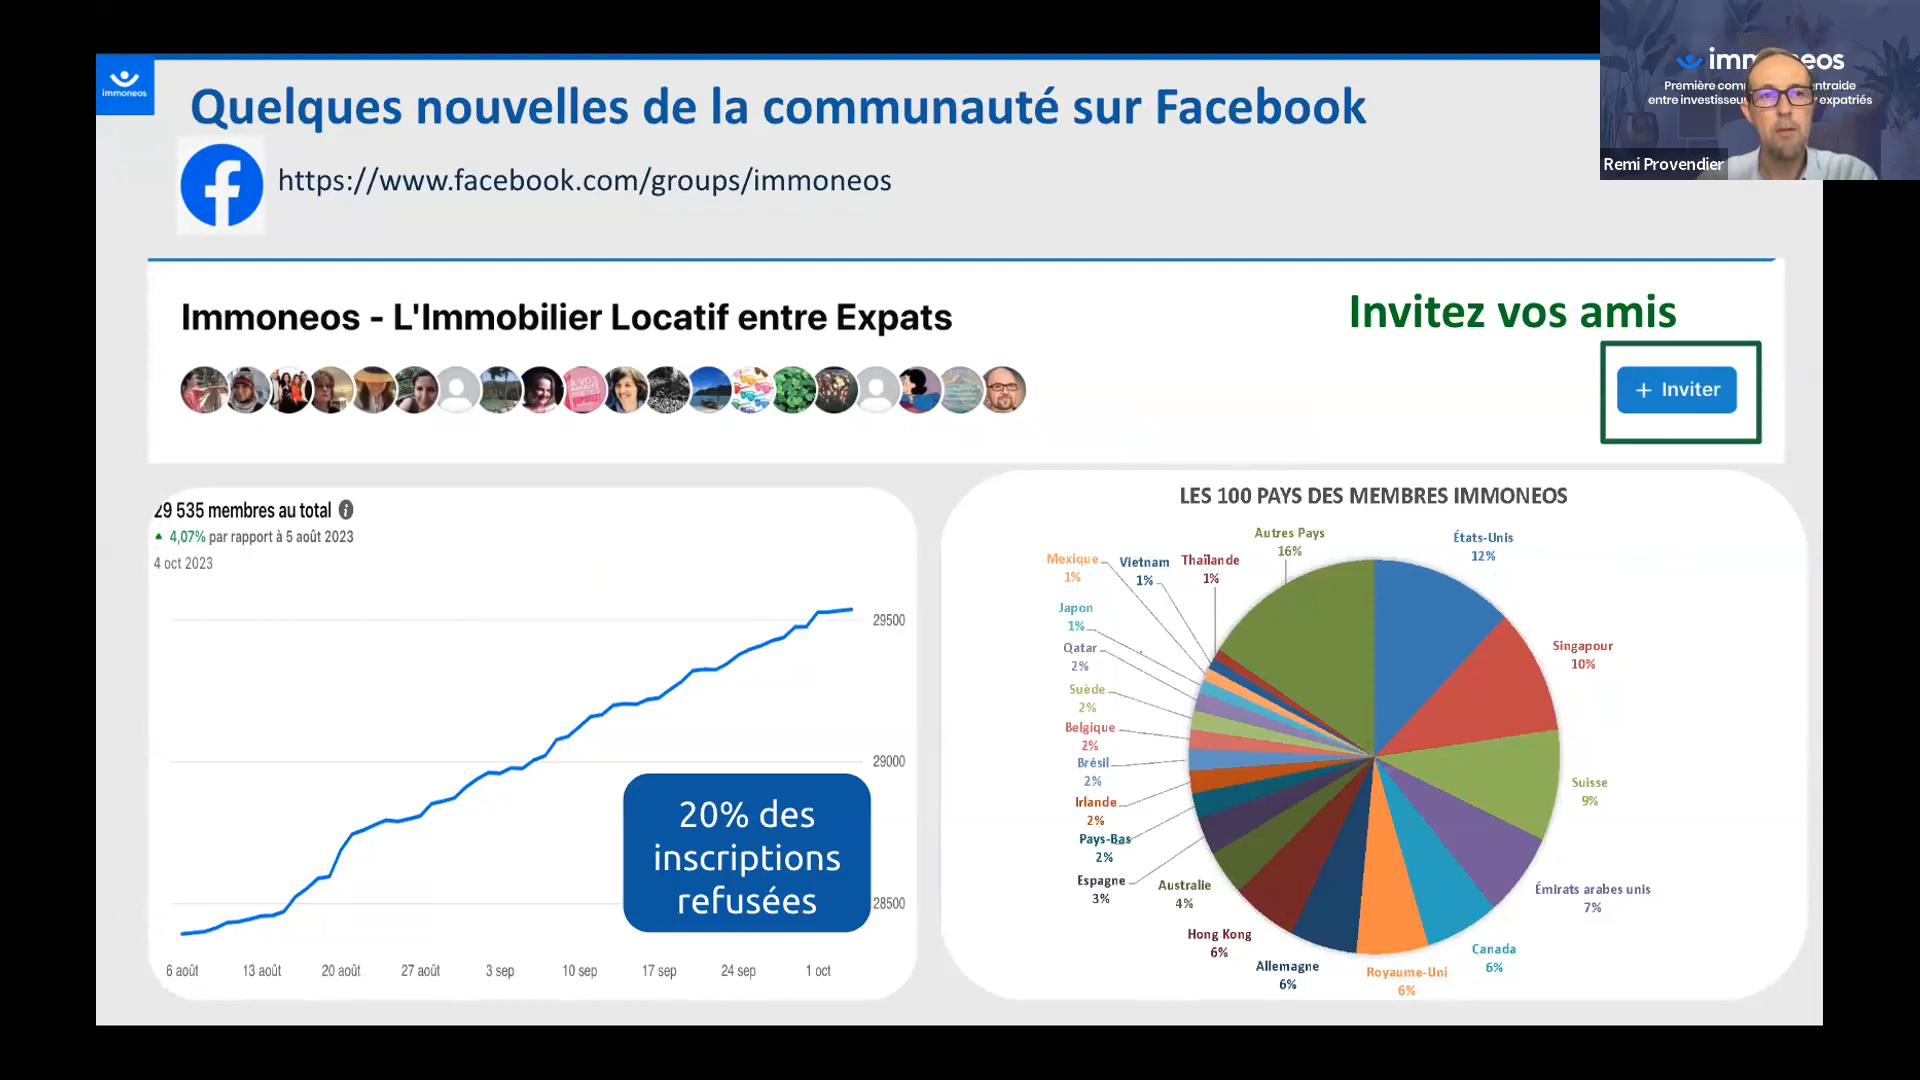 immoneos
Quelques nouvelles de la communauté sur Facebook
https://www.facebook.com/groups/immoneos
Première ntraide
entre expatriés
Remi Provendier
Immoneos - L'Immobilier Locatif entre Expats
Invitez vos amis
+ Inviter
29 535 membres au total
4,07% par rapport à 5 août 2023
4 oct 2023
29500
29000
28500
20% des
inscriptions
refusées
6 août 13 août 20 août 27 août 3 sep 10 sep 17 sep 24 sep 1 oct
LES 100 PAYS DES MEMBRES IMMONEOS
États-Unis
12%
Singapour
10%
Suisse
9%
Émirats arabes unis
7%
Canada
6%
Royaume-Uni
6%
Allemagne
6%
Hong Kong
6%
Australie
4%
Espagne
3%
Pays-Bas
2%
Irlande
2%
Brésil
2%
Belgique
2%
Suède
2%
Qatar
2%
Japon
1%
Mexique
1%
Vietnam
1%
Thaïlande
1%
Autres Pays
16%